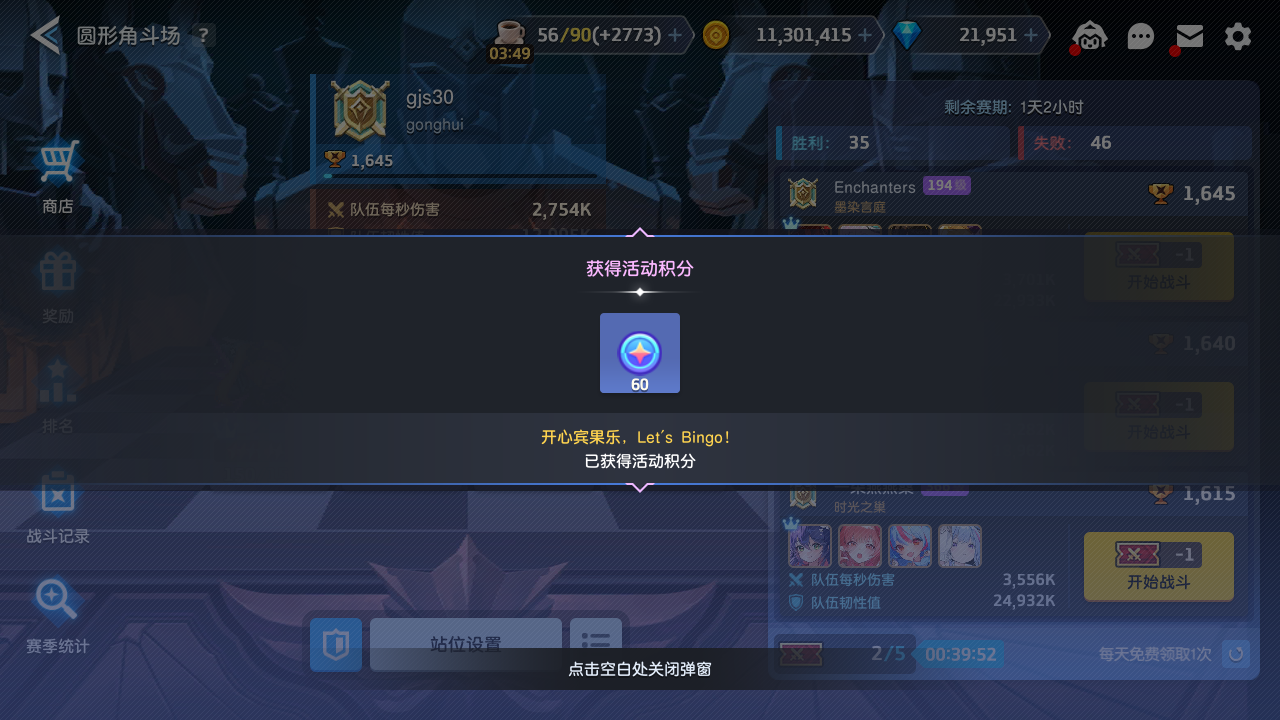 圆形角斗场 ?
56/90(+2773) +
03:49
11,301,415 +
21,951 +
gjs30
gonghui
1,645
队伍每秒伤害 2,754K
商店
奖励
排名
战斗记录
赛季统计
剩余赛期: 1天2小时
胜利: 35
失败: 46
Enchanters 194级
墨染宫庭
1,645
-1
开始战斗
1,640
-1
开始战斗
获得活动积分
60
开心宾果乐, Let's Bingo!
已获得活动积分
1,615
时光之巢
队伍每秒伤害 3,556K
队伍韧性值 24,932K
-1
开始战斗
站位设置
2/5 00:39:52
每天免费领取1次
点击空白处关闭弹窗